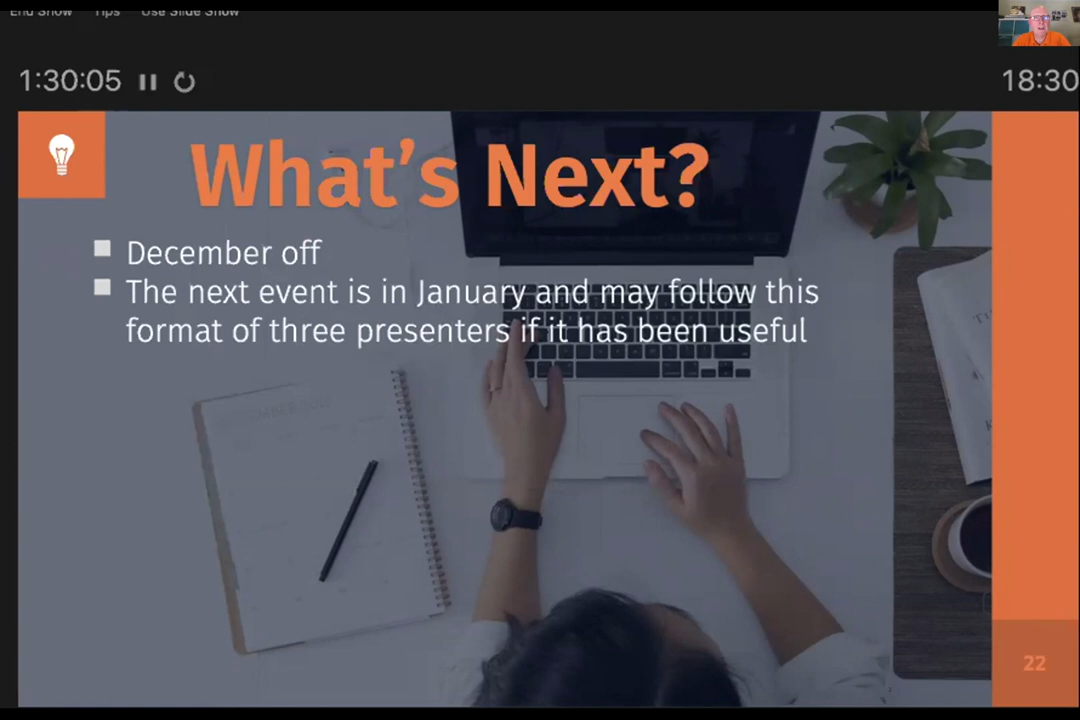 End Show Tips Use Slide Show
1:30:05
18:30
What's Next?
December off
The next event is in January and may follow this
format of three presenters if it has been useful
22